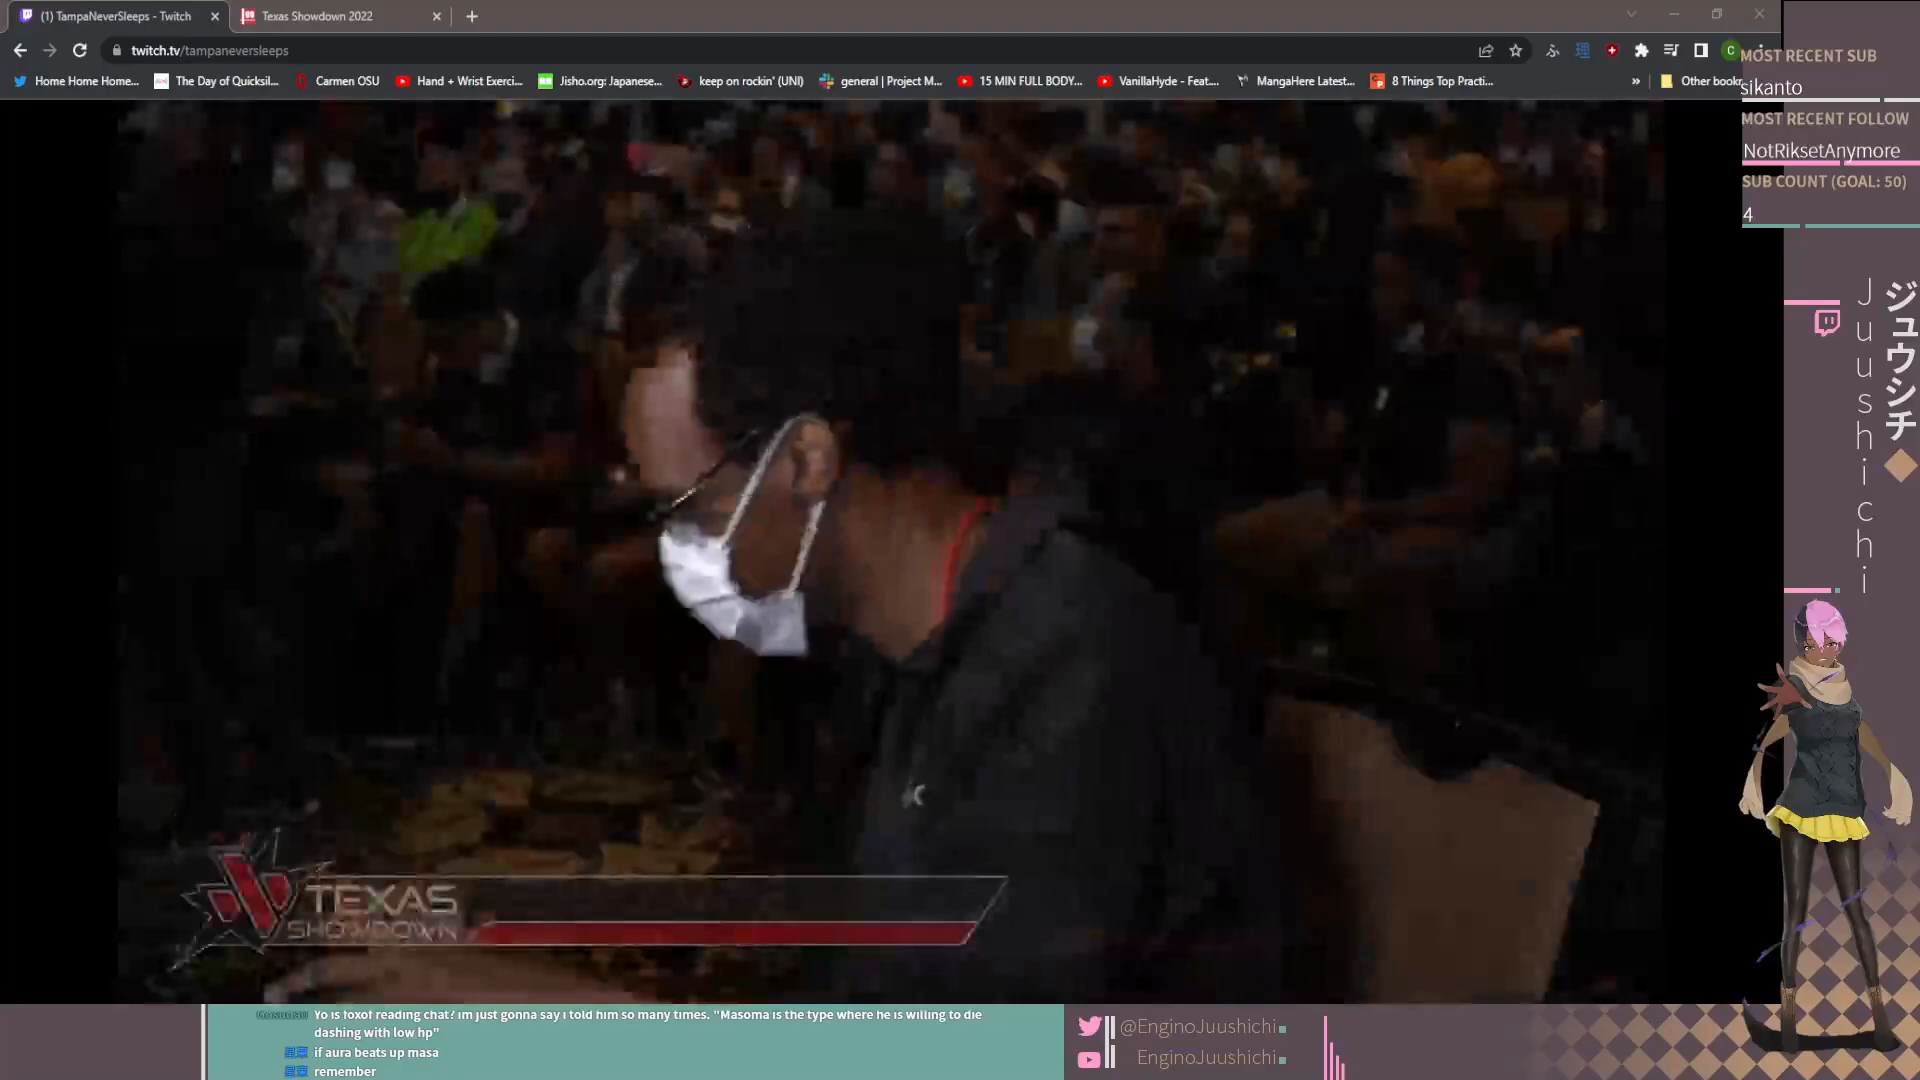 (1) TampaNeverSleeps - Twitch
Texas Showdown 2022
twitch.tv/tampaneversleeps
C
Home Home Home...
The Day of Quicksil...
Carmen OSU
Hand + Wrist Exerci...
Jisho.org: Japanese...
keep on rockin' (UNI)
general | Project M...
15 MIN FULL BODY...
VanillaHyde - Feat...
MangaHere Latest...
8 Things Top Practi...
»
Other bookr
MOST RECENT SUB
sikanto
MOST RECENT FOLLOW
NotRiksetAnymore
SUB COUNT (GOAL: 50)
4
ジュウシチ
Juushichi
TEXAS
SHOWDOWN
Yo is foxof reading chat? im just gonna say i told him so many times. "Masoma is the type where he is willing to die
dashing with low hp"
if aura beats up masa
remember
@EnginoJuushichi
EnginoJuushichi